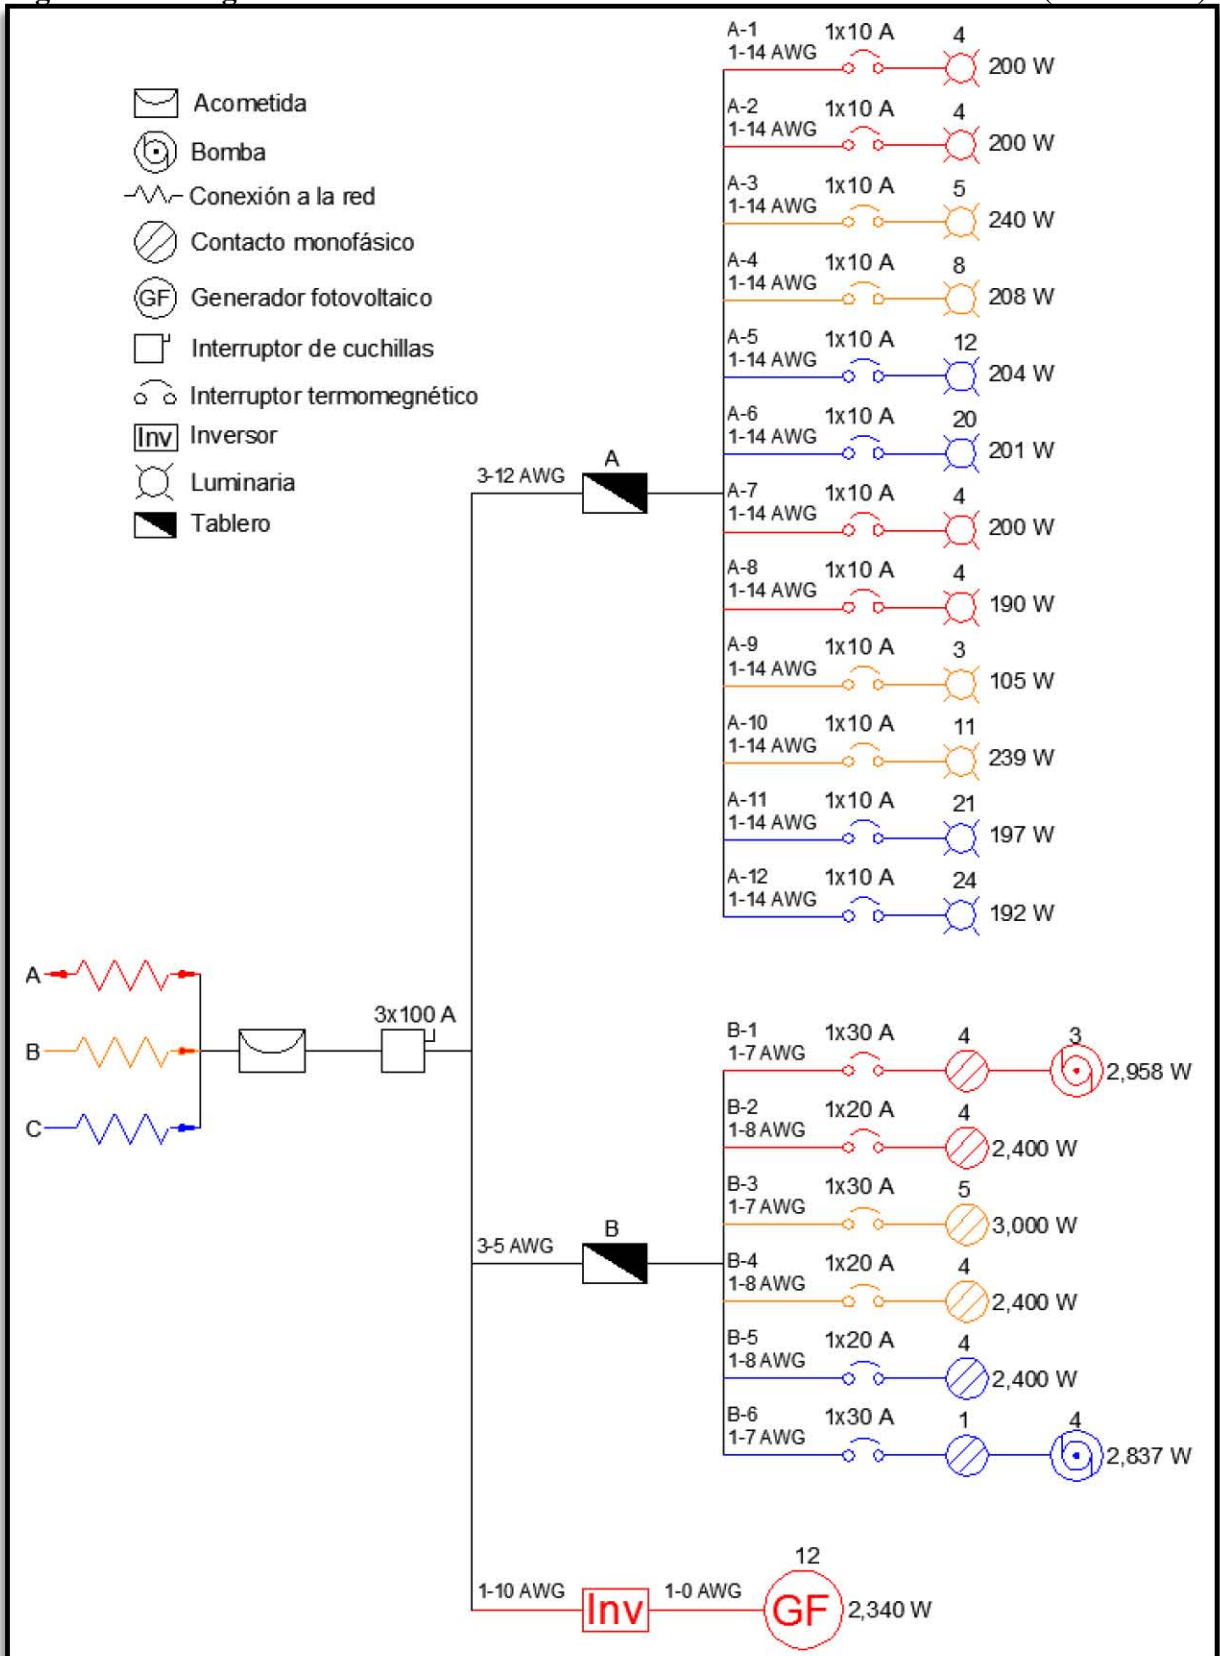 Acometida
Bomba
Conexión a la red
Contacto monofásico
GF Generador fotovoltaico
Interruptor de cuchillas
Interruptor termomegnético
Inv Inversor
Luminaria
Tablero
A
B
C
3x100 A
3-12 AWG
A
A-1 1x10 A 4
1-14 AWG 200 W
A-2 1x10 A 4
1-14 AWG 200 W
A-3 1x10 A 5
1-14 AWG 240 W
A-4 1x10 A 8
1-14 AWG 208 W
A-5 1x10 A 12
1-14 AWG 204 W
A-6 1x10 A 20
1-14 AWG 201 W
A-7 1x10 A 4
1-14 AWG 200 W
A-8 1x10 A 4
1-14 AWG 190 W
A-9 1x10 A 3
1-14 AWG 105 W
A-10 1x10 A 11
1-14 AWG 239 W
A-11 1x10 A 21
1-14 AWG 197 W
A-12 1x10 A 24
1-14 AWG 192 W
3-5 AWG
B
B-1 1x30 A 4 3
1-7 AWG 2,958 W
B-2 1x20 A 4
1-8 AWG 2,400 W
B-3 1x30 A 5
1-7 AWG 3,000 W
B-4 1x20 A 4
1-8 AWG 2,400 W
B-5 1x20 A 4
1-8 AWG 2,400 W
B-6 1x30 A 1 4
1-7 AWG 2,837 W
12
1-10 AWG Inv 1-0 AWG GF 2,340 W